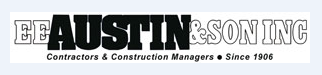 EE AUSTIN & SON INC
Contractors & Construction Managers ● Since 1906